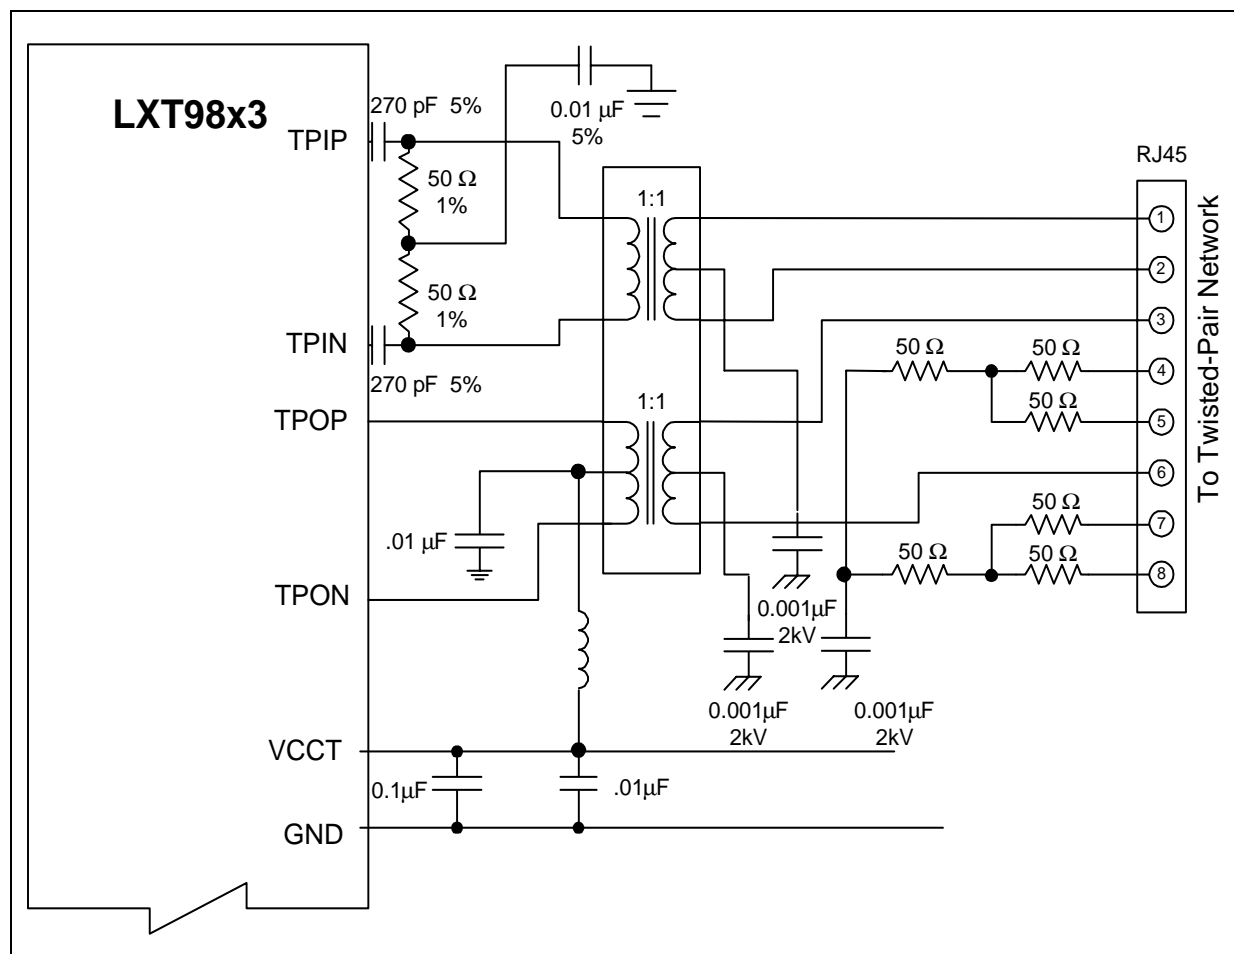 LXT98x3
270 pF 5%
TPIP
0.01 µF
5%
50 Ω
1%
50 Ω
1%
TPIN
270 pF 5%
TPOP
.01 µF
TPON
VCCT
0.1µF
.01µF
GND
1:1
1:1
0.001µF
2kV
0.001µF
2kV
0.001µF
2kV
50 Ω
50 Ω
50 Ω
50 Ω
50 Ω
50 Ω
RJ45
1
2
3
4
5
6
7
8
To Twisted-Pair Network